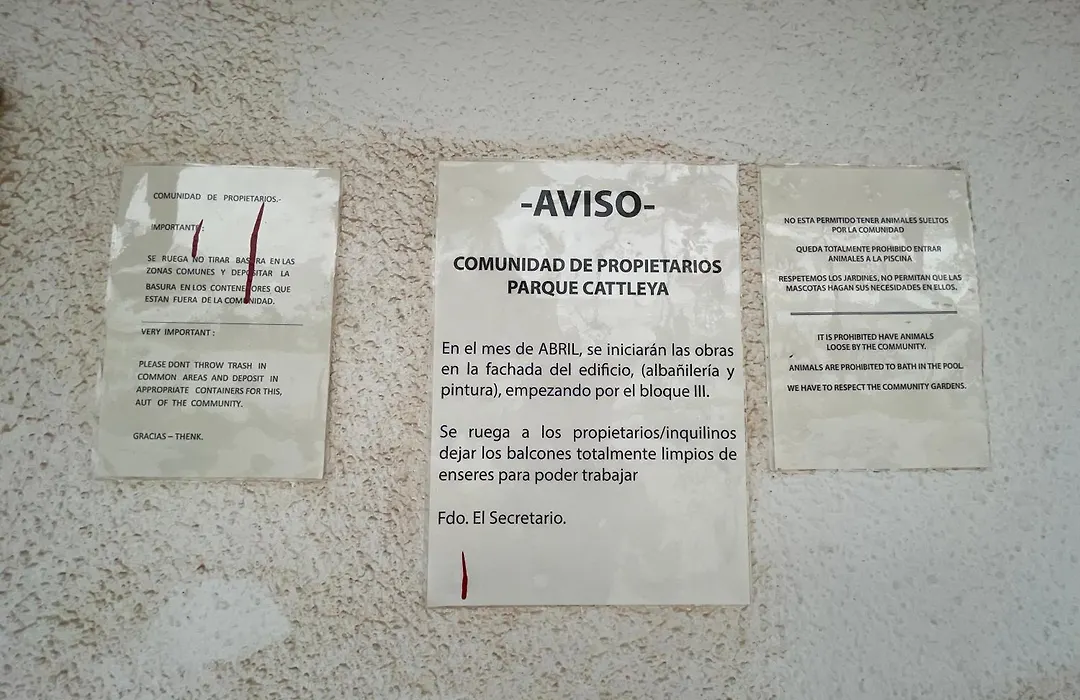 COMUNIDAD DE PROPIETARIOS.-
IMPORTANTE:
SE RUEGA NO TIRAR BASURA EN LAS
ZONAS COMUNES Y DEPOSITAR LA
BASURA EN LOS CONTENEDORES QUE
ESTAN FUERA DE LA COMUNIDAD.
VERY IMPORTANT :
PLEASE DONT THROW TRASH IN
COMMON AREAS AND DEPOSIT IN
APPROPRIATE CONTAINERS FOR THIS,
AUT OF THE COMMUNITY.
GRACIAS – THENK.
-AVISO-
COMUNIDAD DE PROPIETARIOS
PARQUE CATTLEYA
En el mes de ABRIL, se iniciarán las obras
en la fachada del edificio, (albañilería y
pintura), empezando por el bloque III.
Se ruega a los propietarios/inquilinos
dejar los balcones totalmente limpios de
enseres para poder trabajar
Fdo. El Secretario.
NO ESTA PERMITIDO TENER ANIMALES SUELTOS
POR LA COMUNIDAD
QUEDA TOTALMENTE PROHIBIDO ENTRAR
ANIMALES A LA PISCINA
RESPETEMOS LOS JARDINES, NO PERMITAN QUE LAS
MASCOTAS HAGAN SUS NECESIDADES EN ELLOS.
IT IS PROHIBITED HAVE ANIMALS
LOOSE BY THE COMMUNITY.
ANIMALS ARE PROHIBITED TO BATH IN THE POOL.
WE HAVE TO RESPECT THE COMMUNITY GARDENS.